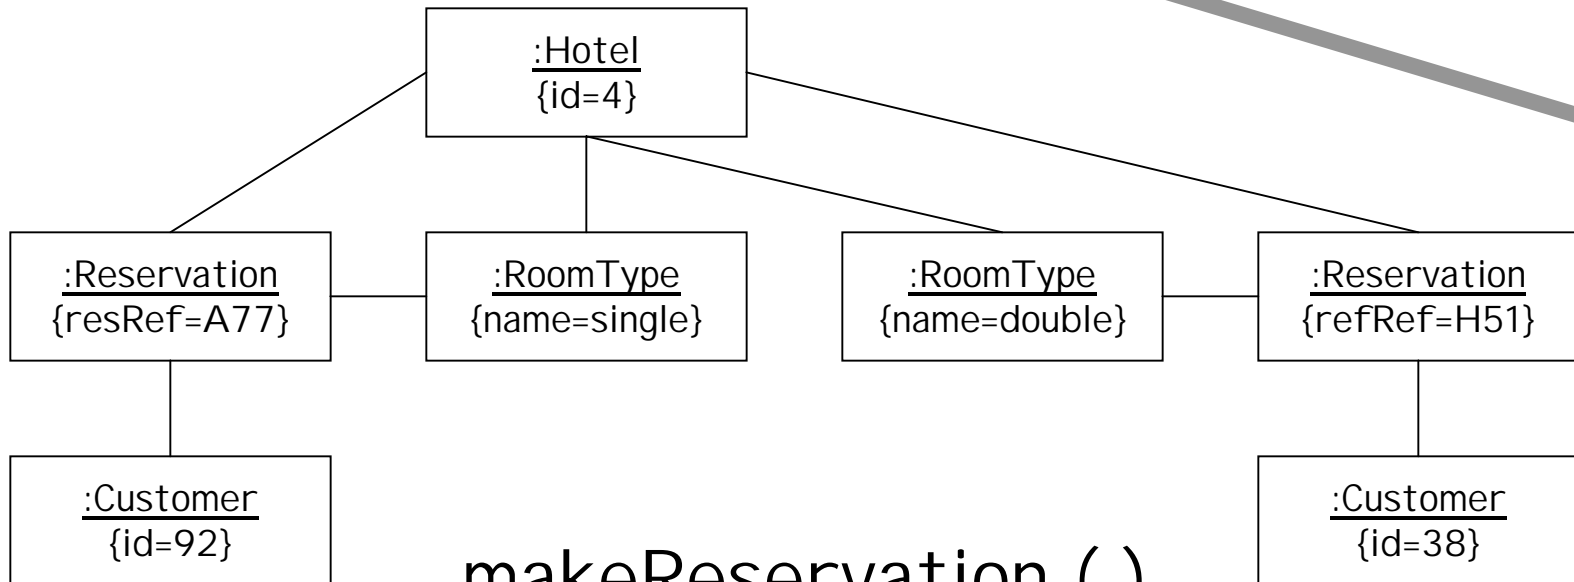 :Hotel
{id=4}
:Reservation
{resRef=A77}
:RoomType
{name=single}
:RoomType
{name=double}
:Reservation
{refRef=H51}
:Customer
{id=92}
:Customer
{id=38}
makeReservation ( )